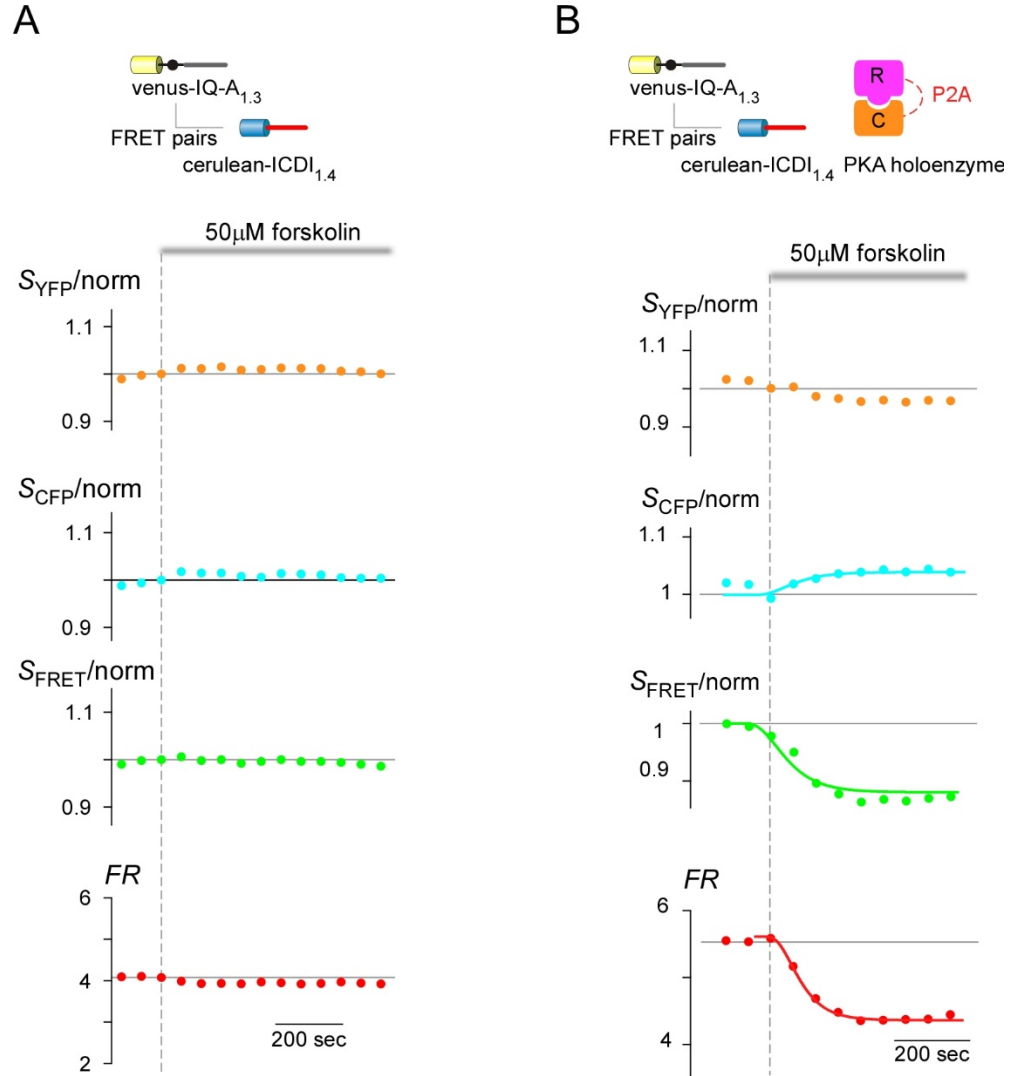 A
venus-IQ-A1.3
FRET pairs
cerulean-ICDI1.4
50μM forskolin
SYFP/norm
1.1
0.9
SCFP/norm
1.1
0.9
SFRET/norm
1.1
0.9
FR
6
4
2
200 sec
B
venus-IQ-A1.3
FRET pairs
cerulean-ICDI1.4
R
C
P2A
PKA holoenzyme
50μM forskolin
SYFP/norm
1.1
0.9
SCFP/norm
1.1
1
SFRET/norm
1
0.9
FR
6
4
200 sec